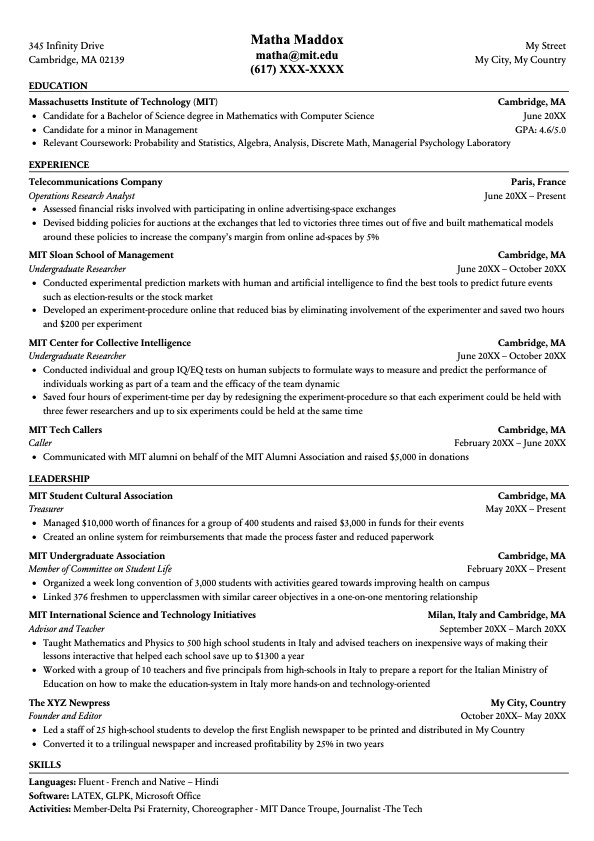 Matha Maddox
345 Infinity Drive matha@mit.edu My Street
Cambridge, MA 02139 (617) XXX-XXXX My City, My Country
EDUCATION
Massachusetts Institute of Technology (MIT) Cambridge, MA
• Candidate for a Bachelor of Science degree in Mathematics with Computer Science June 20XX
• Candidate for a minor in Management GPA: 4.6/5.0
• Relevant Coursework: Probability and Statistics, Algebra, Analysis, Discrete Math, Managerial Psychology Laboratory
EXPERIENCE
Telecommunications Company Paris, France
Operations Research Analyst June 20XX – Present
• Assessed financial risks involved with participating in online advertising-space exchanges
• Devised bidding policies for auctions at the exchanges that led to victories three times out of five and built mathematical models
around these policies to increase the company's margin from online ad-spaces by 5%
MIT Sloan School of Management Cambridge, MA
Undergraduate Researcher June 20XX – October 20XX
• Conducted experimental prediction markets with human and artificial intelligence to find the best tools to predict future events
such as election-results or the stock market
• Developed an experiment-procedure online that reduced bias by eliminating involvement of the experimenter and saved two hours
and $200 per experiment
MIT Center for Collective Intelligence Cambridge, MA
Undergraduate Researcher June 20XX – October 20XX
• Conducted individual and group IQ/EQ tests on human subjects to formulate ways to measure and predict the performance of
individuals working as part of a team and the efficacy of the team dynamic
• Saved four hours of experiment-time per day by redesigning the experiment-procedure so that each experiment could be held with
three fewer researchers and up to six experiments could be held at the same time
MIT Tech Callers Cambridge, MA
Caller February 20XX – June 20XX
• Communicated with MIT alumni on behalf of the MIT Alumni Association and raised $5,000 in donations
LEADERSHIP
MIT Student Cultural Association Cambridge, MA
Treasurer May 20XX – Present
• Managed $10,000 worth of finances for a group of 400 students and raised $3,000 in funds for their events
• Created an online system for reimbursements that made the process faster and reduced paperwork
MIT Undergraduate Association Cambridge, MA
Member of Committee on Student Life February 20XX – Present
• Organized a week long convention of 3,000 students with activities geared towards improving health on campus
• Linked 376 freshmen to upperclassmen with similar career objectives in a one-on-one mentoring relationship
MIT International Science and Technology Initiatives Milan, Italy and Cambridge, MA
Advisor and Teacher September 20XX – March 20XX
• Taught Mathematics and Physics to 500 high school students in Italy and advised teachers on inexpensive ways of making their
lessons interactive that helped each school save up to $1300 a year
• Worked with a group of 10 teachers and five principals from high-schools in Italy to prepare a report for the Italian Ministry of
Education on how to make the education-system in Italy more hands-on and technology-oriented
The XYZ Newpress My City, Country
Founder and Editor October 20XX– May 20XX
• Led a staff of 25 high-school students to develop the first English newspaper to be printed and distributed in My Country
• Converted it to a trilingual newspaper and increased profitability by 25% in two years
SKILLS
Languages: Fluent - French and Native – Hindi
Software: LATEX, GLPK, Microsoft Office
Activities: Member-Delta Psi Fraternity, Choreographer - MIT Dance Troupe, Journalist -The Tech